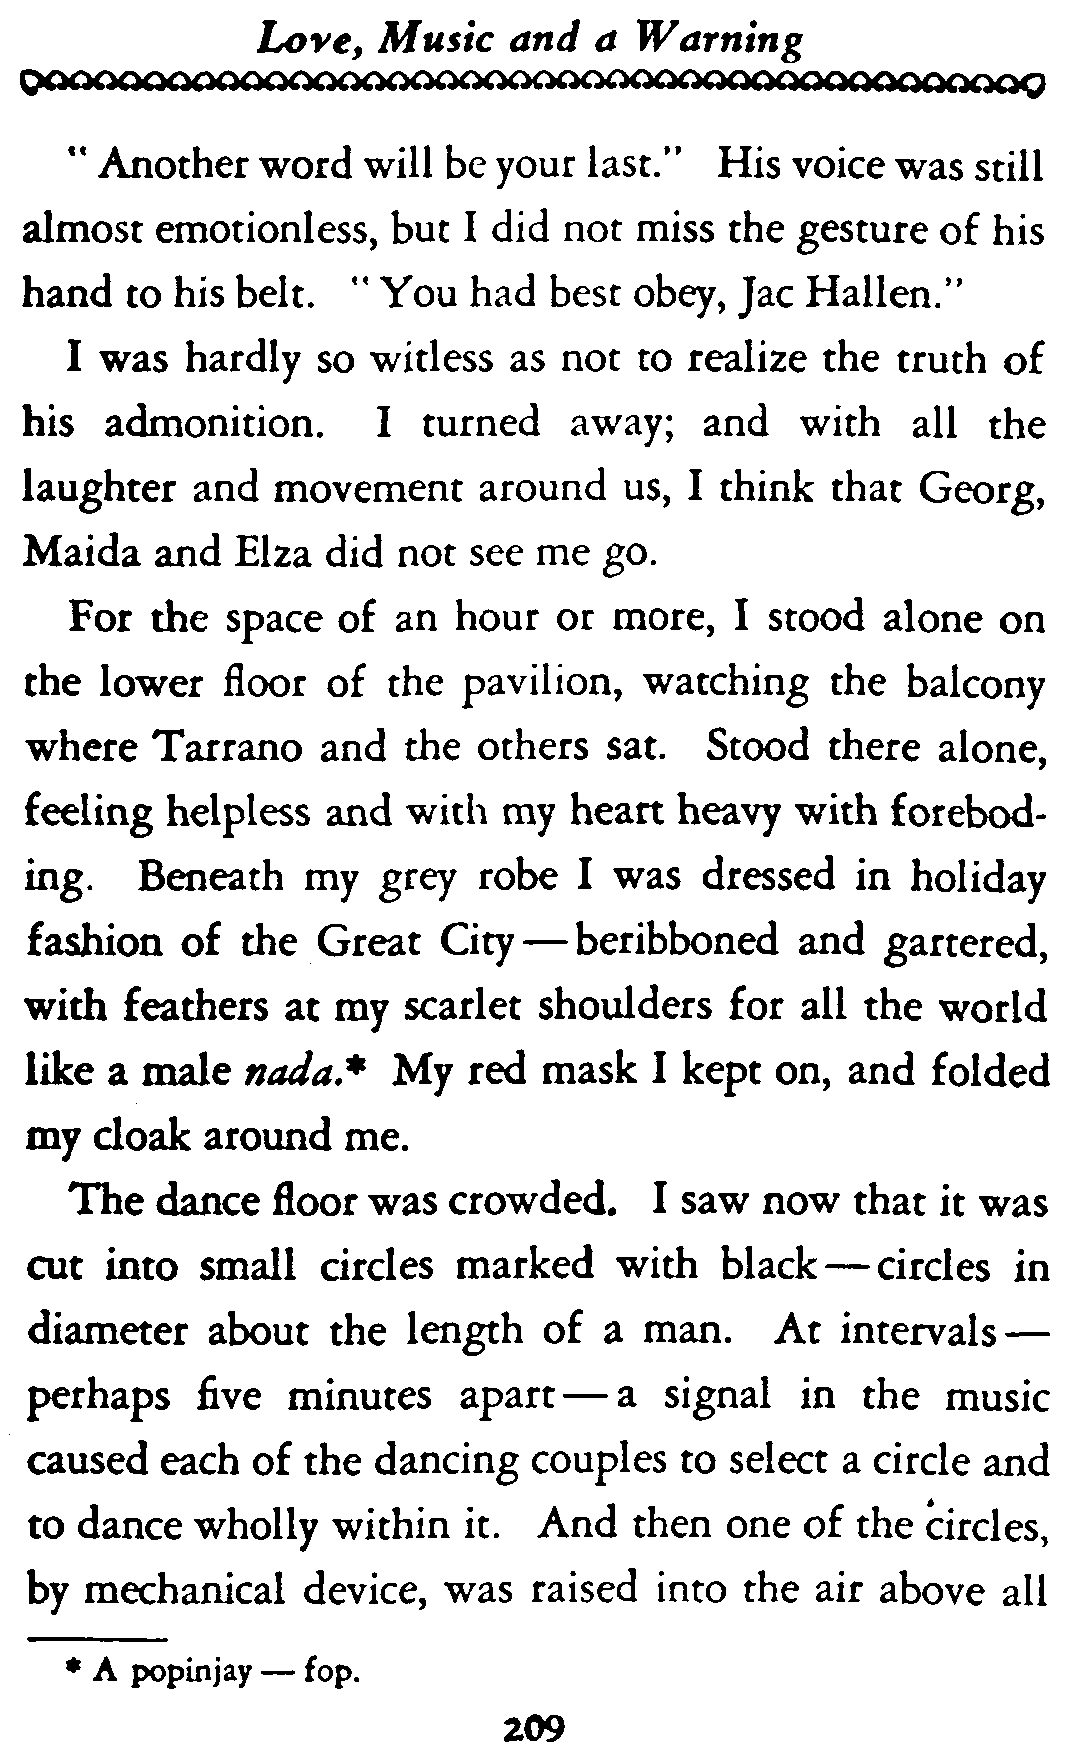 Love, Music and a Warning
" Another word will be your last." His voice was still
almost emotionless, but I did not miss the gesture of his
hand to his belt. " You had best obey, Jac Hallen."
I was hardly so witless as not to realize the truth of
his admonition. I turned away; and with all the
laughter and movement around us, I think that Georg,
Maida and Elza did not see me go.
For the space of an hour or more, I stood alone on
the lower floor of the pavilion, watching the balcony
where Tarrano and the others sat. Stood there alone,
feeling helpless and with my heart heavy with forebod-
ing. Beneath my grey robe I was dressed in holiday
fashion of the Great City — beribboned and gartered,
with feathers at my scarlet shoulders for all the world
like a male nada.* My red mask I kept on, and folded
my cloak around me.
The dance floor was crowded. I saw now that it was
cut into small circles marked with black — circles in
diameter about the length of a man. At intervals —
perhaps five minutes apart — a signal in the music
caused each of the dancing couples to select a circle and
to dance wholly within it. And then one of the circles,
by mechanical device, was raised into the air above all
* A popinjay — fop.
209